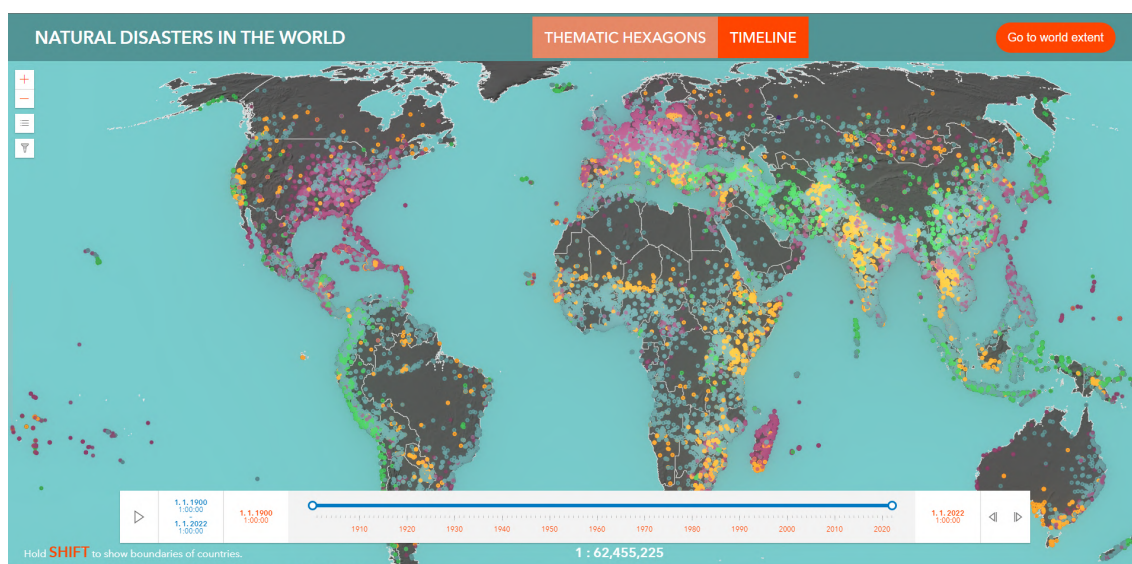 NATURAL DISASTERS IN THE WORLD
THEMATIC HEXAGONS
TIMELINE
Go to world extent
1. 1. 1900
1:00:00
-
1. 1. 2022
1:00:00
1. 1. 1900
1:00:00
1910 1920 1930 1940 1950 1960 1970 1980 1990 2000 2010 2020
1. 1. 2022
1:00:00
Hold SHIFT to show boundaries of countries.
1 : 62,455,225